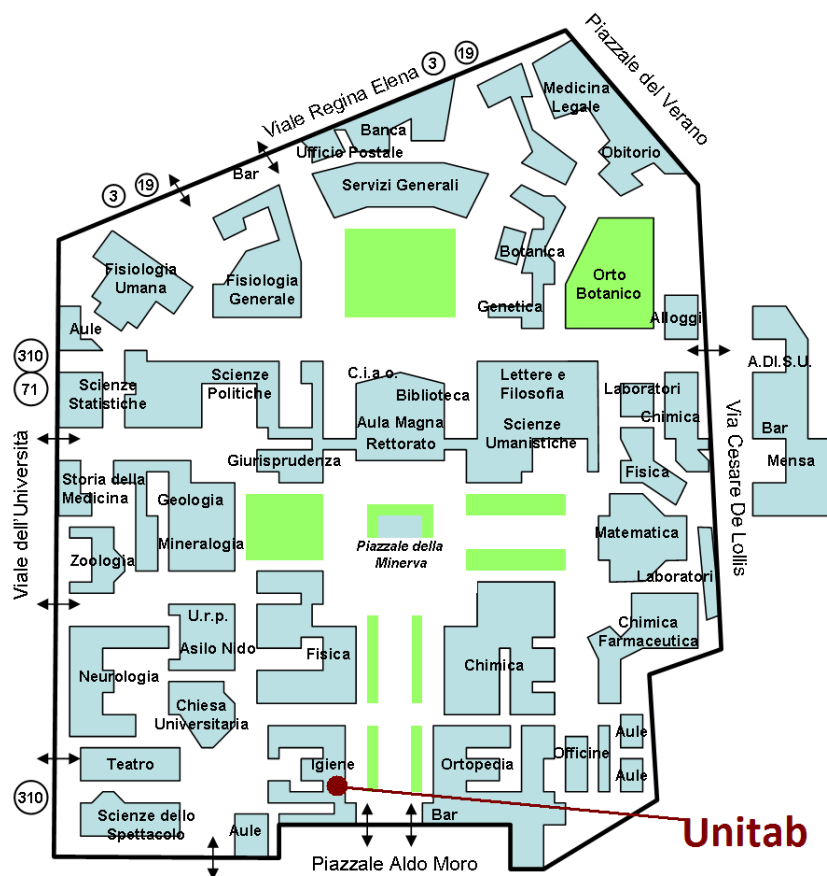 Piazzale del Verano
3
19
Viale Regina Elena
Medicina
Legale
Banca
Ufficio Postale
Obitorio
Bar
3
19
Servizi Generali
Botanica
Fisiologia
Umana
Fisiologia
Generale
Orto
Botanico
Genetica
Alloggi
Aule
310
71
A.DI.S.U.
Scienze
Statistiche
Scienze
Politiche
C.i.a.o.
Biblioteca
Lettere e
Filosofia
Laboratori
Chimica
Aula Magna
Rettorato
Scienze
Umanistiche
Bar
Mensa
Giurisprudenza
Fisica
Storia della
Medicina
Geologia
Via Cesare De Lollis
Viale dell'Università
Mineralogia
Piazzale della
Minerva
Matematica
Zoologia
Laboratori
U.r.p.
Asilo Nido
Chimica
Farmaceutica
Neurologia
Fisica
Chimica
Chiesa
Universitaria
Aule
Officine
Teatro
Igiene
Ortopedia
Aule
310
Scienze dello
Spettacolo
Aule
Bar
Unitab
Piazzale Aldo Moro